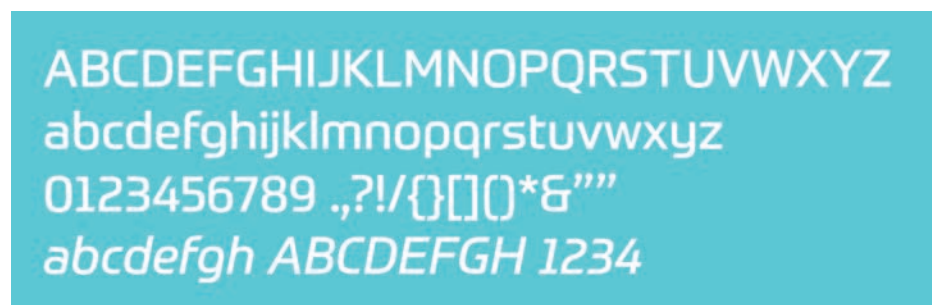 ABCDEFGHIJKLMNOPQRSTUVWXYZ
abcdefghijklmnopqrstuvwxyz
0123456789 .,?!/{}[]()*&””
abcdefgh ABCDEFGH 1234